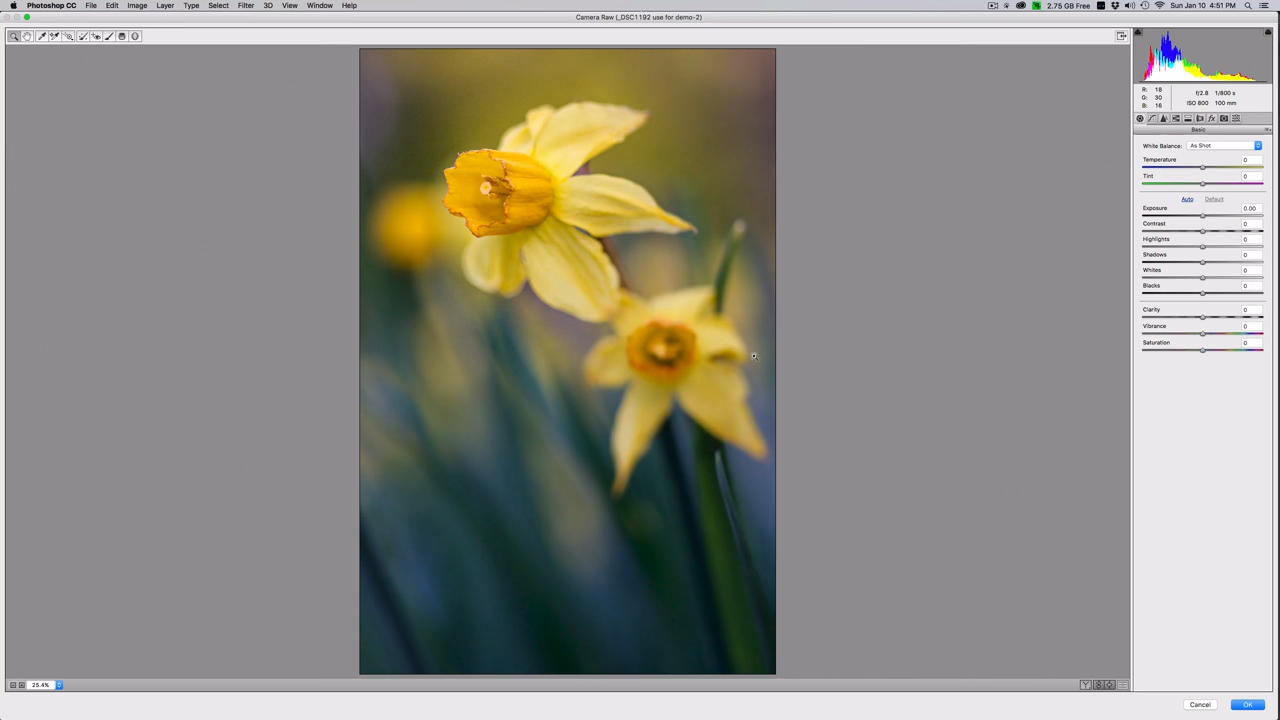 Photoshop CC File Edit Image Layer Type Select Filter 3D View Window Help 2.75 GB Free Sun Jan 10 4:51 PM
Camera Raw (_DSC1192 use for demo-2)
R: 18
G: 30
B: 16
f/2.8 1/800 s
ISO 800 100 mm
Basic
White Balance: As Shot
Temperature 0
Tint 0
Auto Default
Exposure 0.00
Contrast 0
Highlights 0
Shadows 0
Whites 0
Blacks 0
Clarity 0
Vibrance 0
Saturation 0
25.4%
Cancel OK